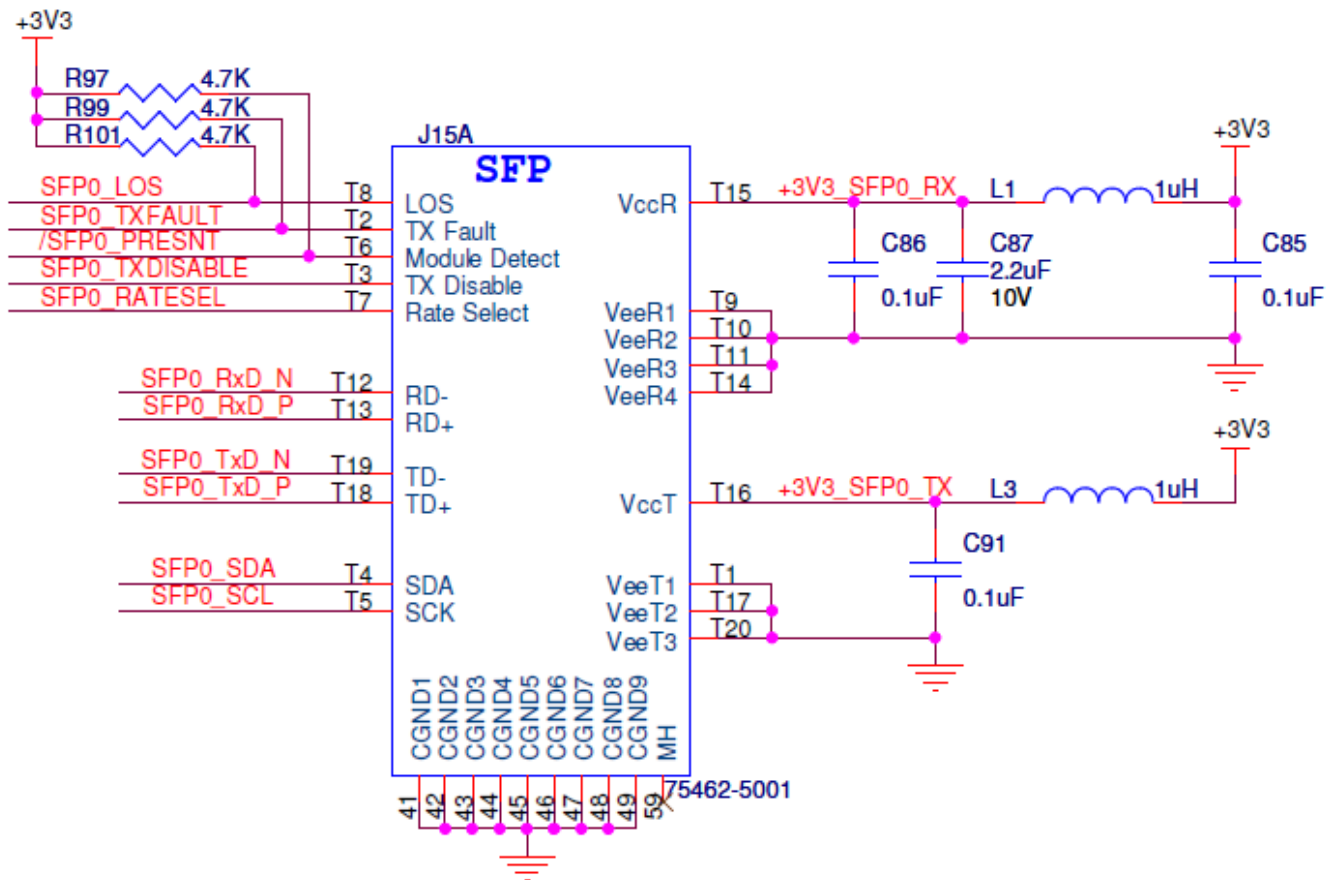 +3V3
R97 4.7K
R99 4.7K
R101 4.7K
J15A
SFP
SFP0_LOS T8 LOS
SFP0_TXFAULT T2 TX Fault
/SFP0_PRESNT T6 Module Detect
SFP0_TXDISABLE T3 TX Disable
SFP0_RATESEL T7 Rate Select
SFP0_RxD_N T12 RD-
SFP0_RxD_P T13 RD+
SFP0_TxD_N T19 TD-
SFP0_TxD_P T18 TD+
SFP0_SDA T4 SDA
SFP0_SCL T5 SCK
+3V3
VccR T15 +3V3_SFP0_RX L1 1uH
C86 0.1uF
C87 2.2uF 10V
C85 0.1uF
VeeR1 T9
VeeR2 T10
VeeR3 T11
VeeR4 T14
+3V3
VccT T16 +3V3_SFP0_TX L3 1uH
C91 0.1uF
VeeT1 T1
VeeT2 T17
VeeT3 T20
CGND1 41
CGND2 42
CGND3 43
CGND4 44
CGND5 45
CGND6 46
CGND7 47
CGND8 48
CGND9 49
MH 59
75462-5001